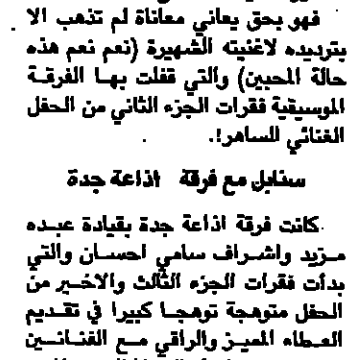 فهو بحق يعاني معاناة لم تذهب الا
بترديده لاغنيته الشهيرة (نعم نعم هذه
حالة المحبين) والتي قفلت بها الفرقة
الموسيقية فقرات الجزء الثاني من الحفل
الغنائي الساهر!.
سنابل مع فرقة اذاعة جدة
كانت فرقة اذاعة جدة بقيادة عبده
مزيد واشراف سامي احسان والتي
بدأت فقرات الجزء الثالث والاخير من
الحفل متوهجة توهجا كبيرا في تقديم
العطاء المميز والراقي مع الفنانين